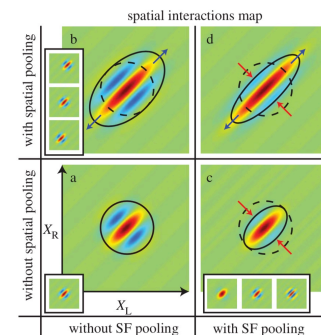 spatial interactions map
with spatial pooling
b
d
without spatial pooling
a
c
X_R
X_L
without SF pooling
with SF pooling